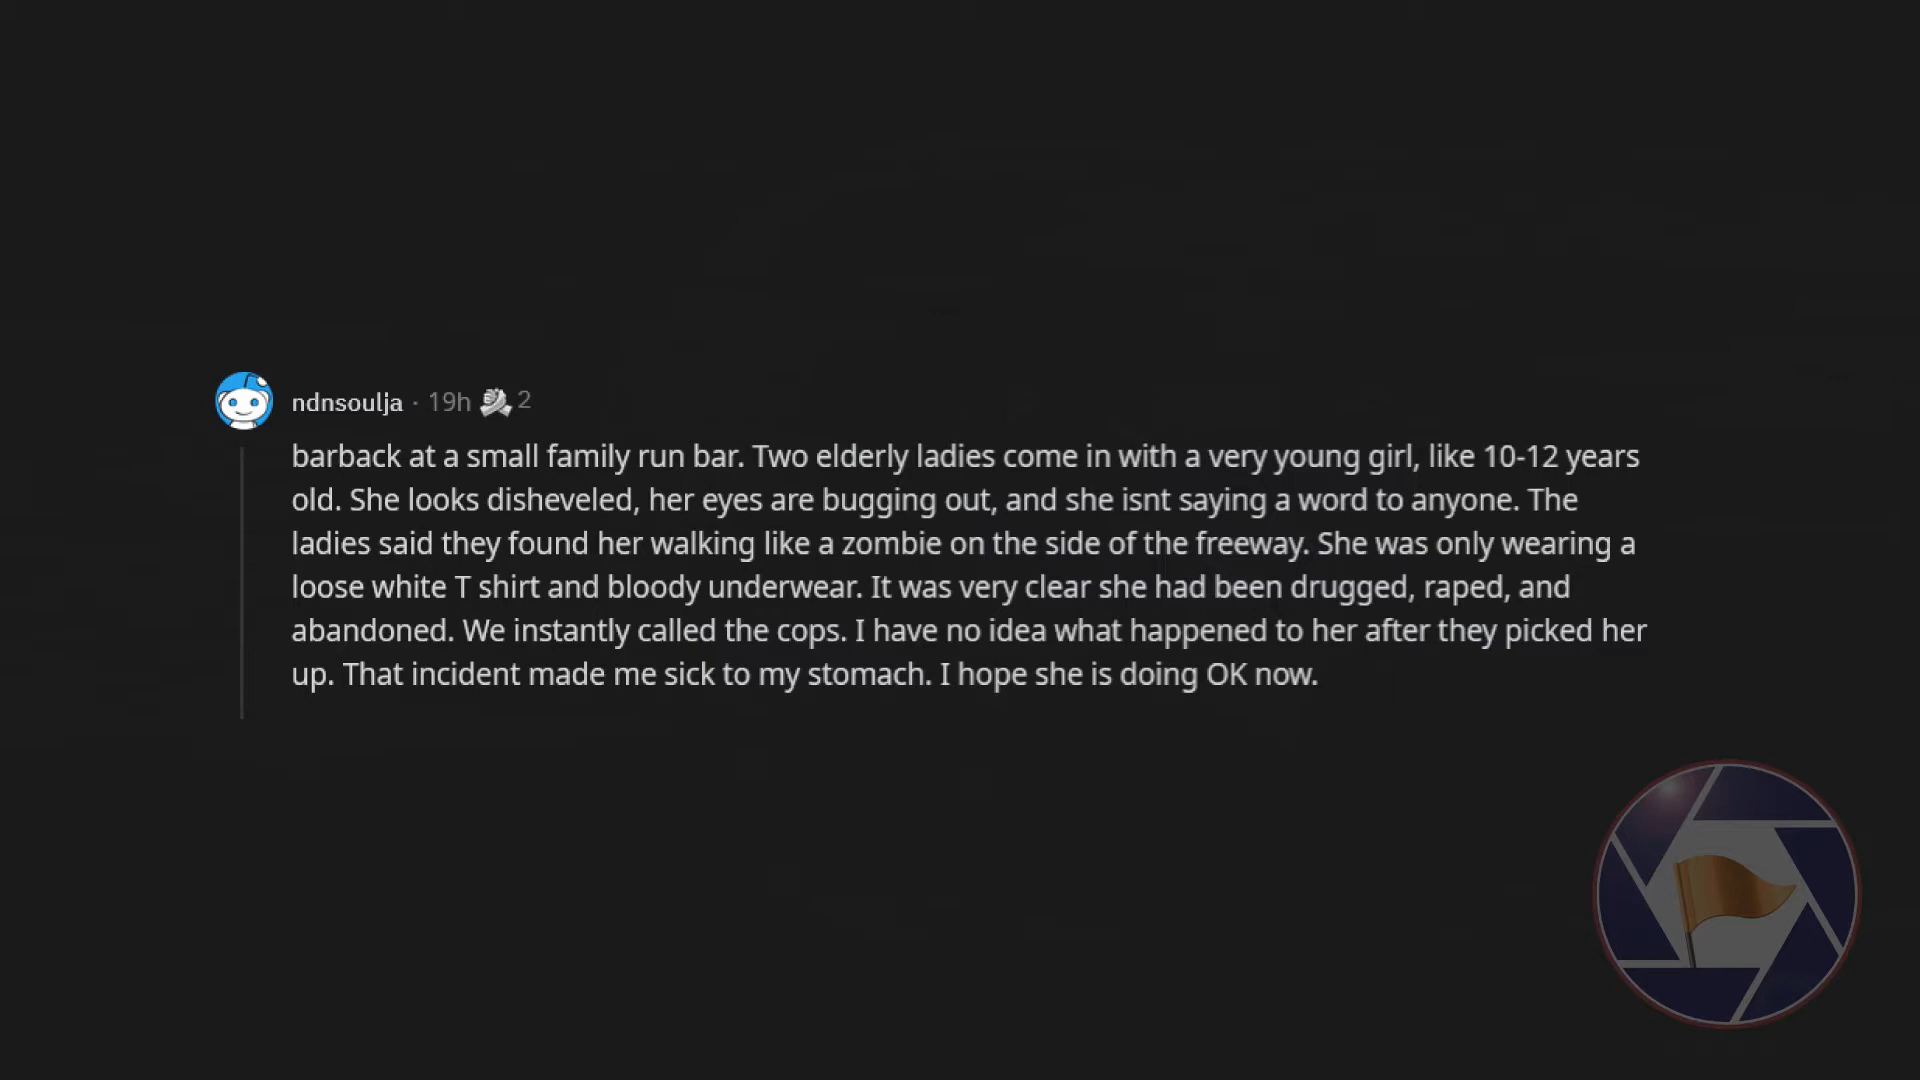 ndnsoulja · 19h 2
barback at a small family run bar. Two elderly ladies come in with a very young girl, like 10-12 years
old. She looks disheveled, her eyes are bugging out, and she isnt saying a word to anyone. The
ladies said they found her walking like a zombie on the side of the freeway. She was only wearing a
loose white T shirt and bloody underwear. It was very clear she had been drugged, raped, and
abandoned. We instantly called the cops. I have no idea what happened to her after they picked her
up. That incident made me sick to my stomach. I hope she is doing OK now.